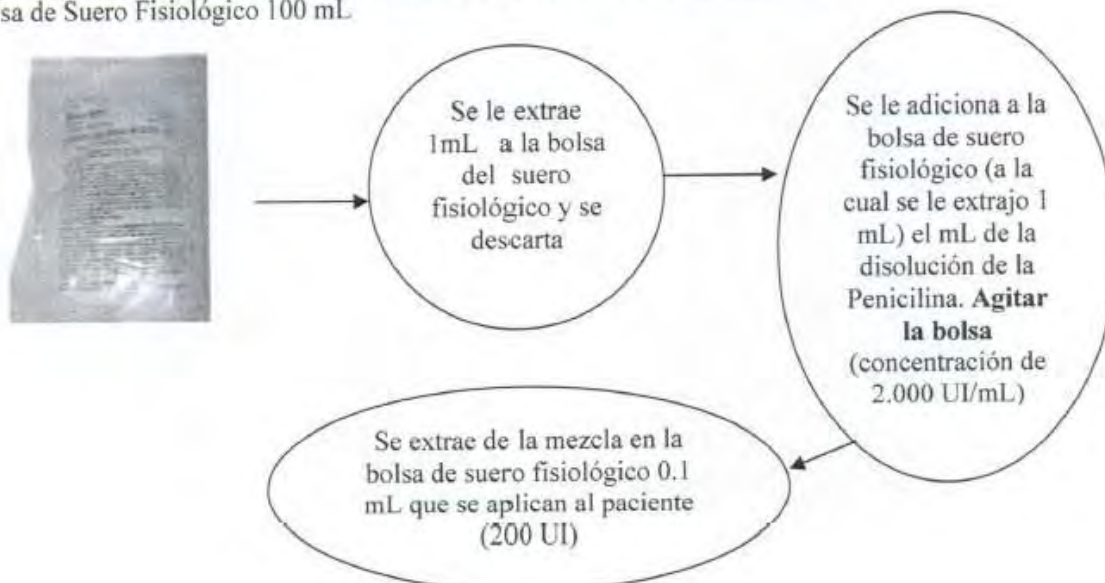 sa de Suero Fisiológico 100 mL
Se le extrae
1mL a la bolsa
del suero
fisiológico y se
descarta
Se le adiciona a la
bolsa de suero
fisiológico (a la
cual se le extrajo 1
mL) el mL de la
disolución de la
Penicilina. Agitar
la bolsa
(concentración de
2.000 UI/mL)
Se extrae de la mezcla en la
bolsa de suero fisiológico 0.1
mL que se aplican al paciente
(200 UI)